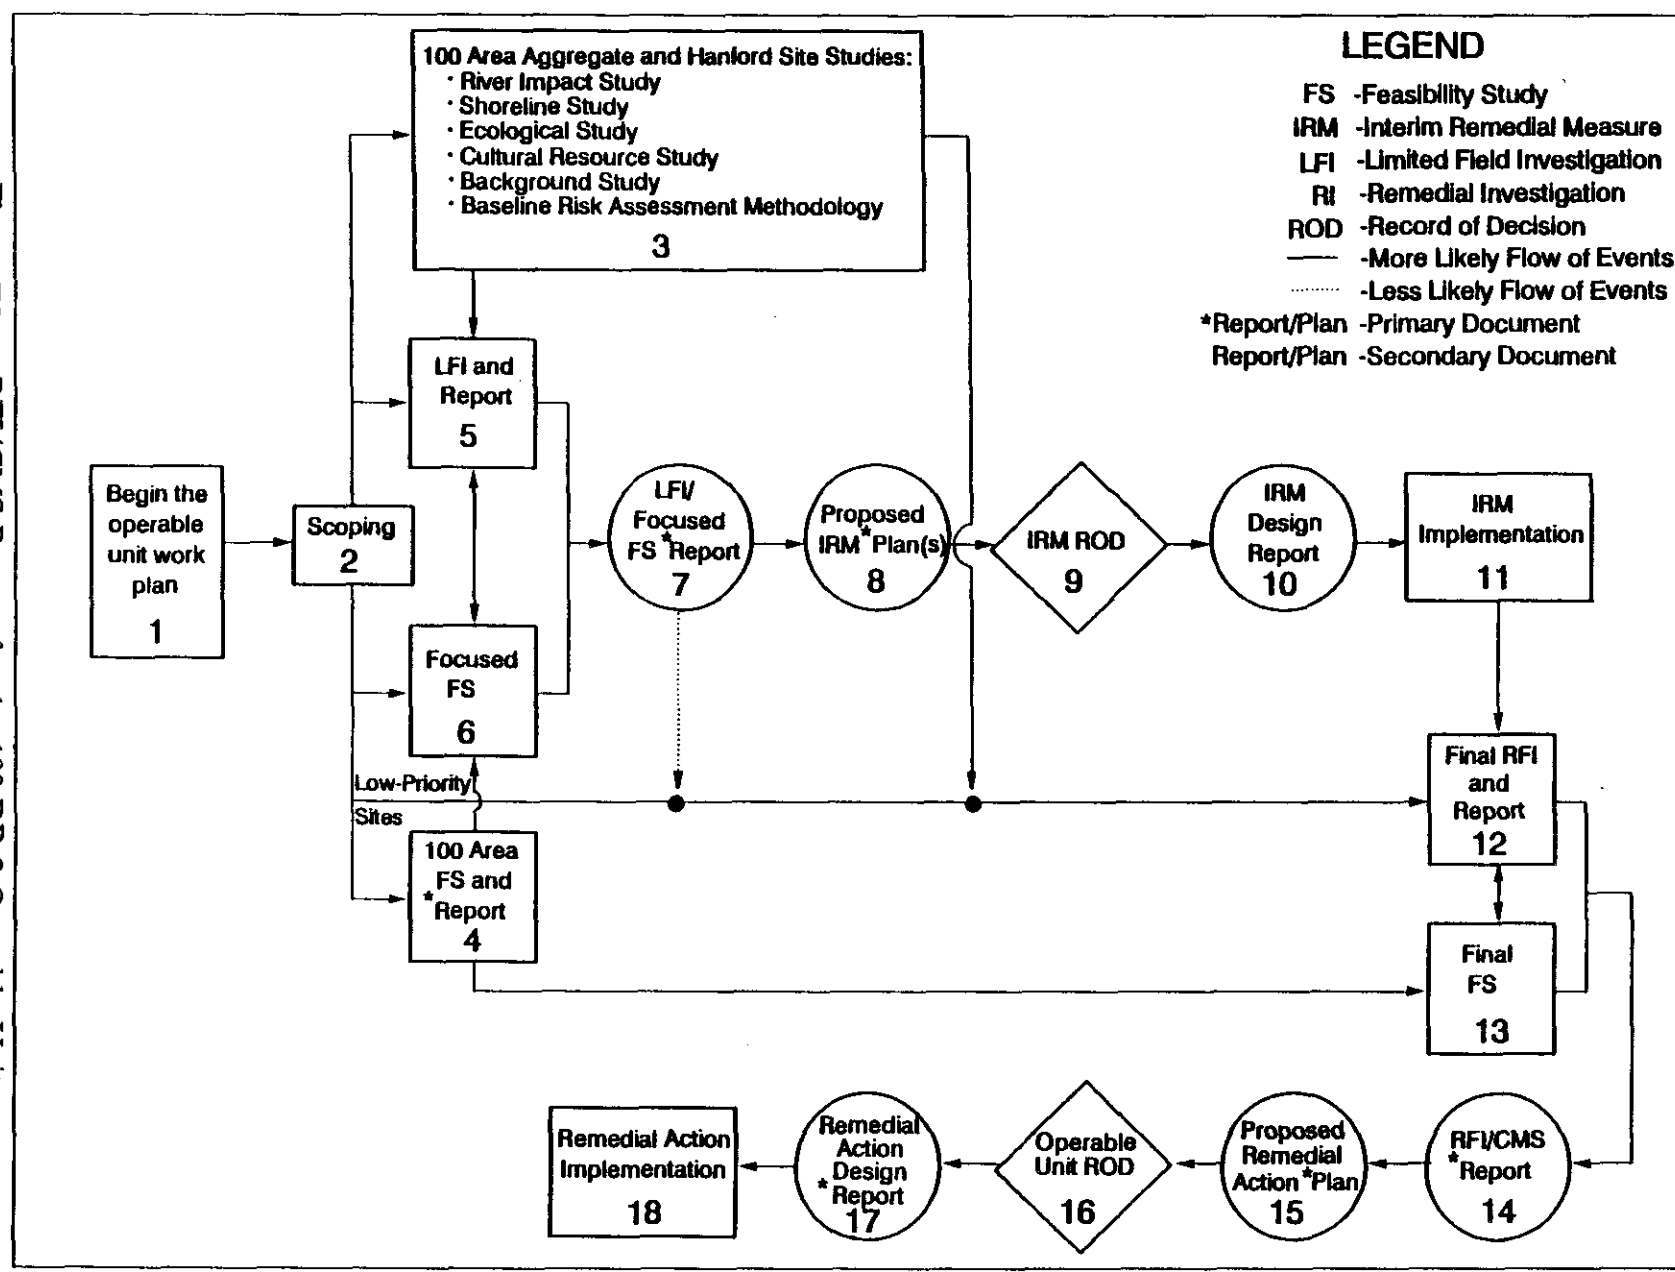 100 Area Aggregate and Hanford Site Studies:
· River Impact Study
· Shoreline Study
· Ecological Study
· Cultural Resource Study
· Background Study
· Baseline Risk Assessment Methodology
3
LEGEND
FS -Feasibility Study
IRM -Interim Remedial Measure
LFI -Limited Field Investigation
RI -Remedial Investigation
ROD -Record of Decision
-More Likely Flow of Events
-Less Likely Flow of Events
*Report/Plan -Primary Document
Report/Plan -Secondary Document
Begin the
operable
unit work
plan
1
Scoping
2
LFI and
Report
5
Focused
FS
6
Low-Priority
Sites
100 Area
FS and
*Report
4
LFI/
Focused
FS *Report
7
Proposed
IRM *Plan(s)
8
IRM ROD
9
IRM
Design
Report
10
IRM
Implementation
11
Final RFI
and
Report
12
Final
FS
13
RFI/CMS
*Report
14
Proposed
Remedial
Action *Plan
15
Operable
Unit ROD
16
Remedial
Action
Design
*Report
17
Remedial Action
Implementation
18